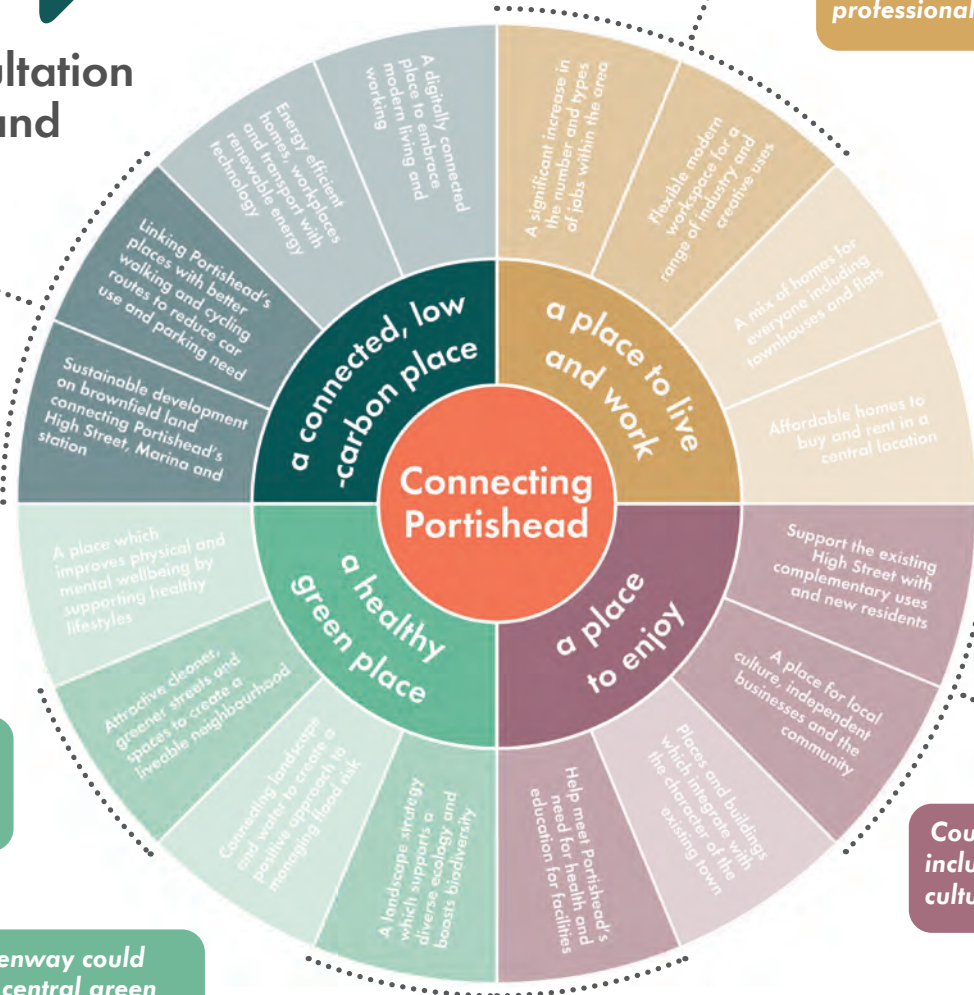 ultation
and
professional
Connecting
Portishead
a connected, low
-carbon place
a place to live
and work
a place
to enjoy
a healthy
green place
A significant increase in
the number and types
of jobs within the area
Flexible modern
workspace for a
range of industry and
creative uses
A mix of homes for
everyone including
townhouses and flats
Affordable homes to
buy and rent in a
central location
Support the existing
High Street with
complementary uses
and new residents
A place for local
culture, independent
businesses and the
community
Places and buildings
which integrate with
the character of the
existing town
Help meet Portishead's
need for health and
education for facilities
A landscape strategy
which supports a
diverse ecology and
boosts biodiversity
Connecting landscape
and water to create a
positive approach to
managing flood risk
Attractive cleaner,
greener streets and
spaces to create a
liveable neignbourhood
A place which
improves physical and
mental wellbeing by
supporting healthy
lifestyles
Sustainable development
on brownfield land
connecting Portishead's
High Street, Marina and
station
Linking Portishead's
places with better
walking and cycling
routes to reduce car
use and parking need
Energy efficient
homes, workplaces
and transport with
renewable energy
technology
A digitally connected
place to embrace
modern living and
working
Cou
inclu
cultu
enway could
central green